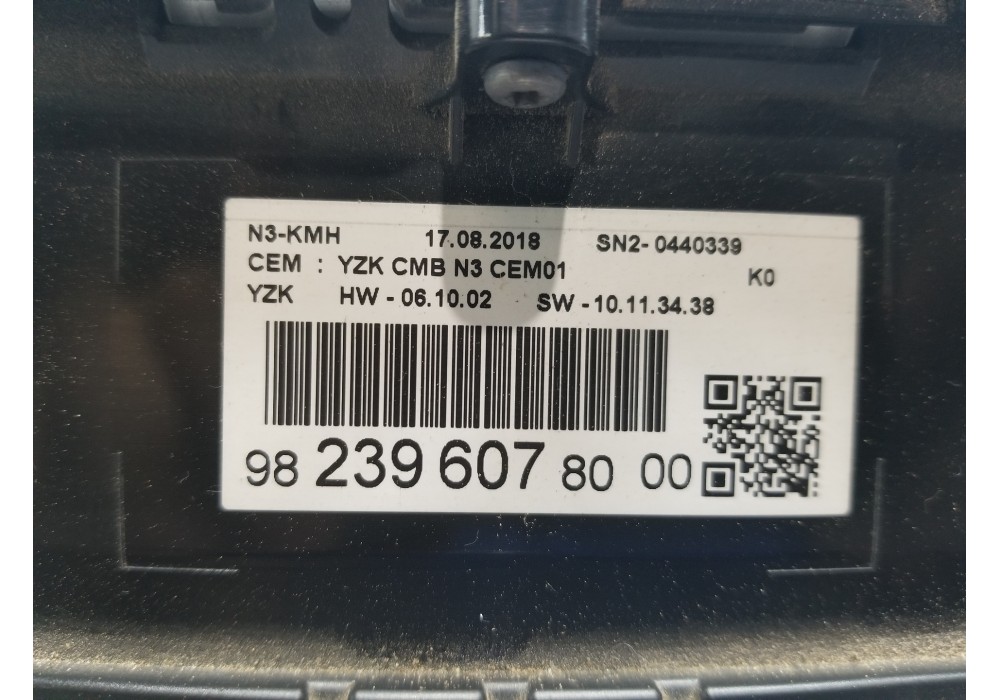 N3-KMH 17.08.2018 SN2- 0440339
CEM : YZK CMB N3 CEM01 K0
YZK HW - 06.10.02 SW - 10.11.34.38
98 239 607 80 00